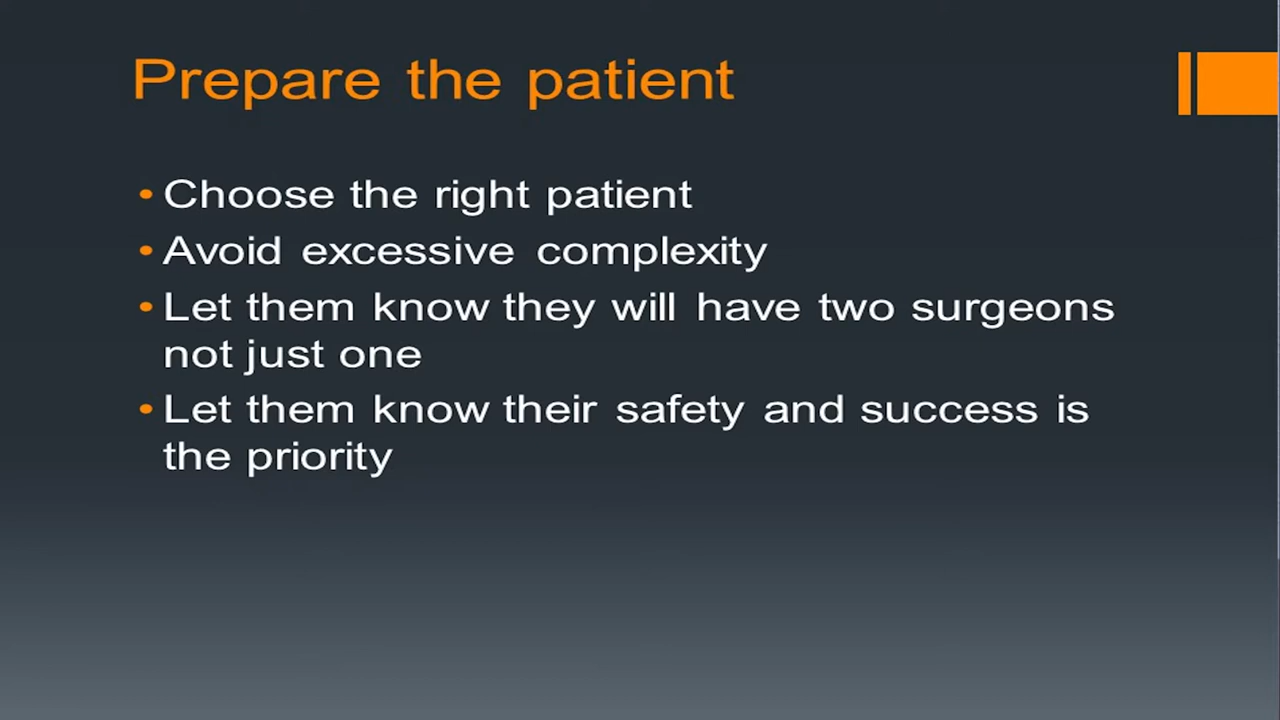 Prepare the patient
• Choose the right patient
• Avoid excessive complexity
• Let them know they will have two surgeons
not just one
• Let them know their safety and success is
the priority